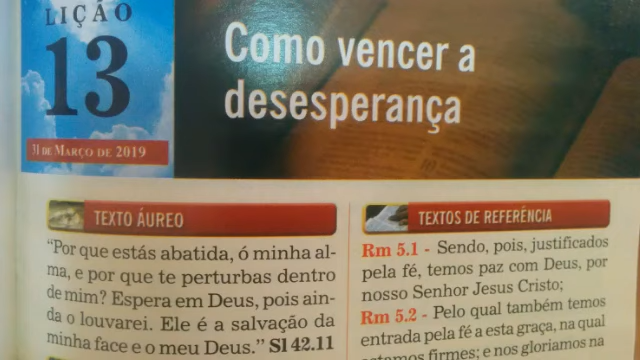 LIÇÃO
13
31 DE MARÇO DE 2019
Como vencer a
desesperança
TEXTO ÁUREO
“Por que estás abatida, ó minha al-
ma, e por que te perturbas dentro
de mim? Espera em Deus, pois ain-
da o louvarei. Ele é a salvação da
minha face e o meu Deus.” Sl 42.11
TEXTOS DE REFERÊNCIA
Rm 5.1 - Sendo, pois, justificados
pela fé, temos paz com Deus, por
nosso Senhor Jesus Cristo;
Rm 5.2 - Pelo qual também temos
entrada pela fé a esta graça, na qual
estamos firmes; e nos gloriamos na